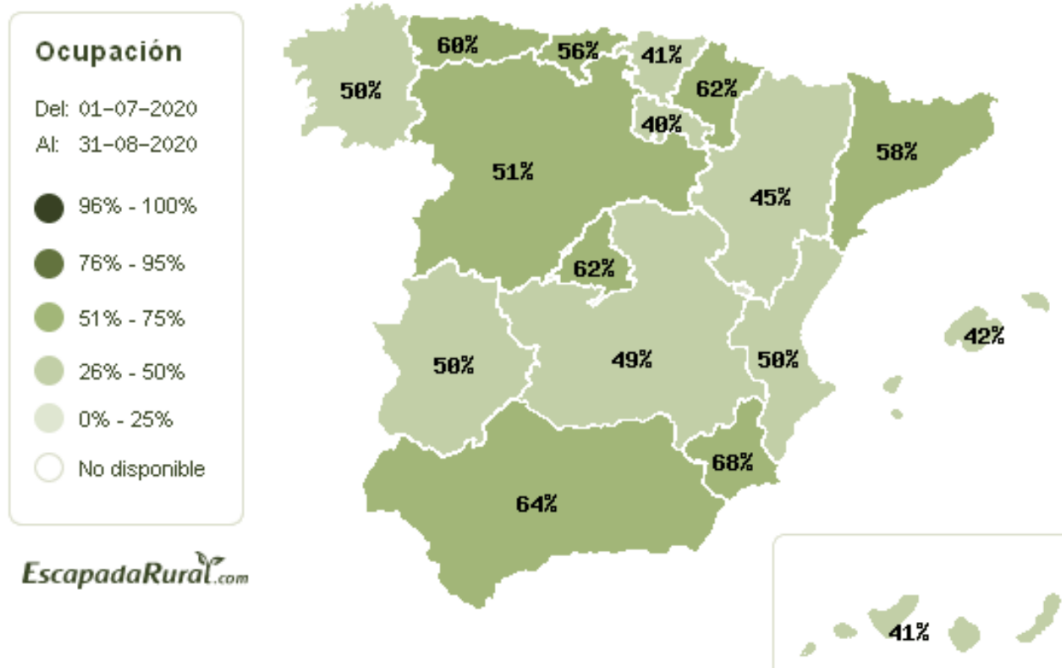 Ocupación
Del: 01-07-2020
Al: 31-08-2020
96% - 100%
76% - 95%
51% - 75%
26% - 50%
0% - 25%
No disponible
EscapadaRural.com
60%
56%
41%
50%
62%
40%
58%
51%
45%
62%
42%
50%
49%
50%
68%
64%
41%